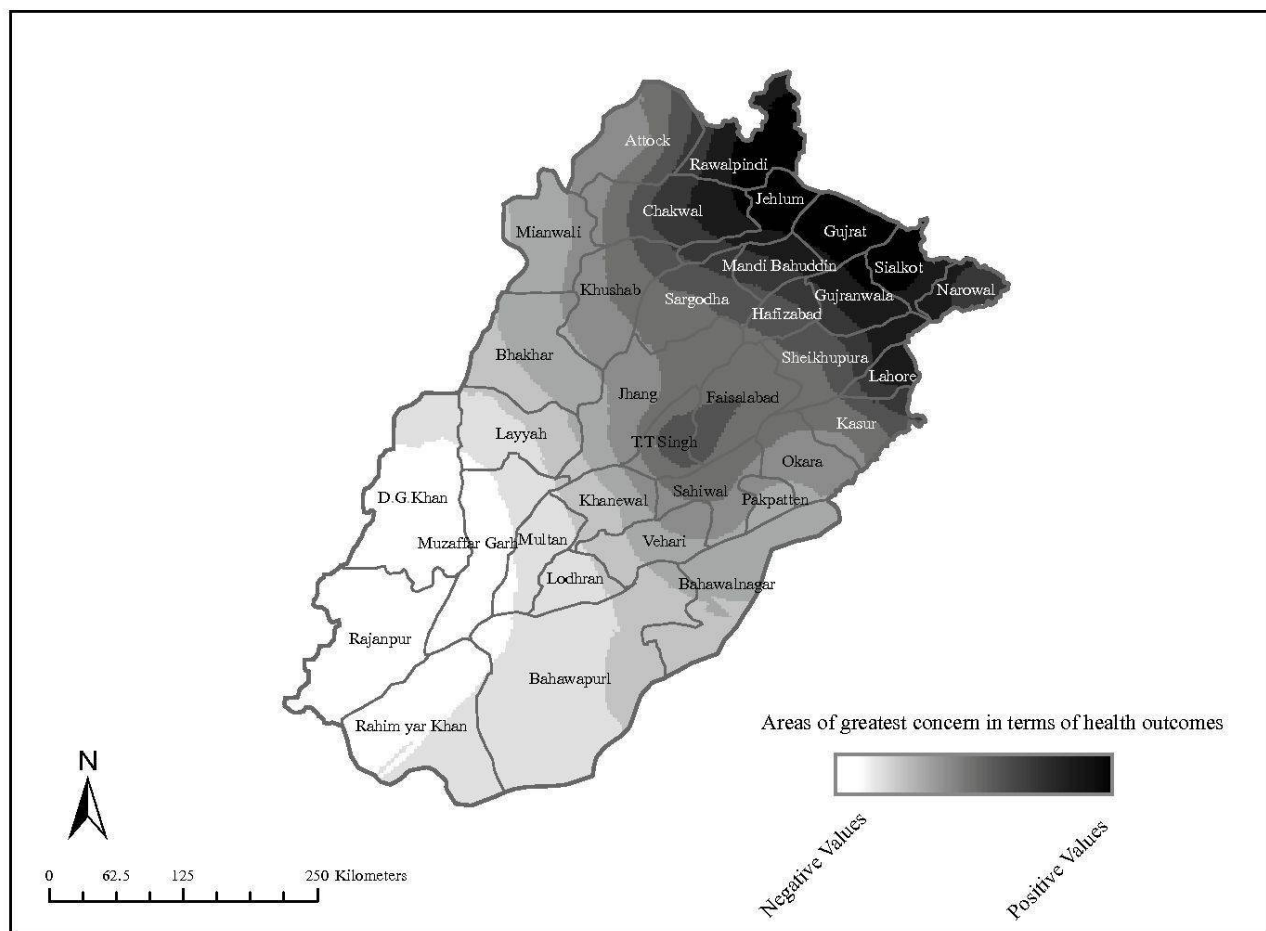 Attock
Rawalpindi
Jehlum
Chakwal
Gujrat
Mianwali
Mandi Bahuddin
Sialkot
Narowal
Khushab
Sargodha
Gujranwala
Hafizabad
Bhakhar
Sheikhupura
Lahore
Jhang
Faisalabad
Kasur
Layyah
T.T Singh
Okara
D.G.Khan
Khanewal
Sahiwal
Pakpatten
Muzaffar Garh
Multan
Vehari
Lodhran
Bahawalnagar
Rajanpur
Bahawapurl
Rahim yar Khan
Areas of greatest concern in terms of health outcomes
Negative Values
Positive Values
N
0 62.5 125 250 Kilometers